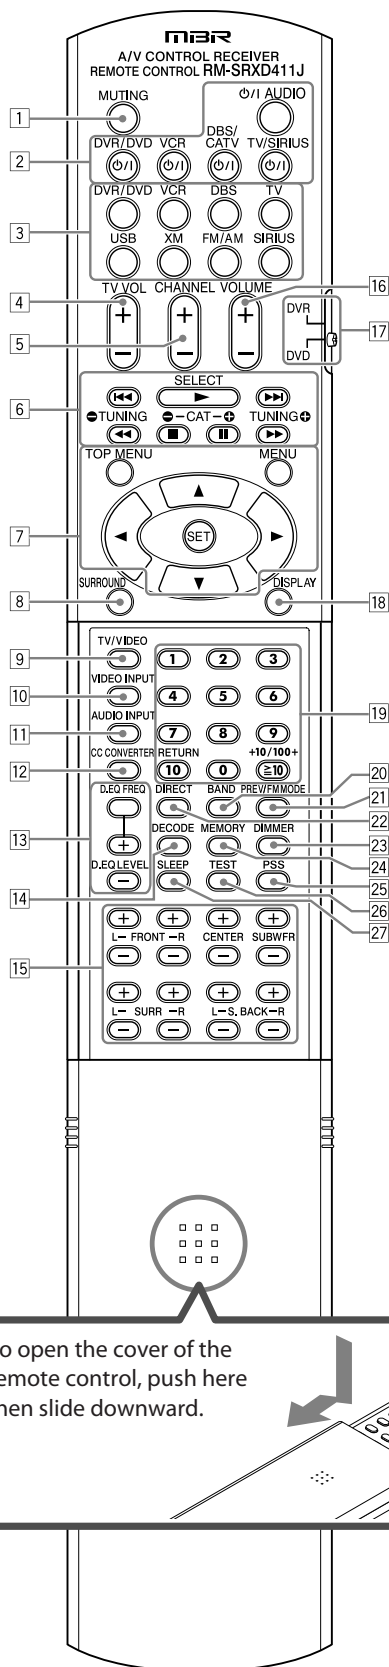 MBR
A/V CONTROL RECEIVER
REMOTE CONTROL RM-SRXD411J
MUTING
⏻/I AUDIO
1
2
DVR/DVD VCR DBS/CATV TV/SIRIUS
⏻/I ⏻/I ⏻/I ⏻/I
DVR/DVD VCR DBS TV
3
USB XM FM/AM SIRIUS
TV VOL CHANNEL VOLUME
4
16
+ + +
5
DVR
17
− − −
DVD
SELECT
6
TUNING −CAT− TUNING
TOP MENU MENU
7
SET
SURROUND DISPLAY
8
18
TV/VIDEO
9
1 2 3
VIDEO INPUT
10
4 5 6
19
AUDIO INPUT
11
7 8 9
CC CONVERTER RETURN +10/100+
12
10 0 ≧10
20
D.EQ FREQ DIRECT BAND PREV/FM MODE
21
22
13
DECODE MEMORY DIMMER
+
23
14
24
D.EQ LEVEL SLEEP TEST PSS
−
25
26
27
+ + + +
L− FRONT −R CENTER SUBWFR
− − − −
15
+ + + +
L− SURR −R L−S. BACK−R
− − − −
o open the cover of the
emote control, push here
hen slide downward.